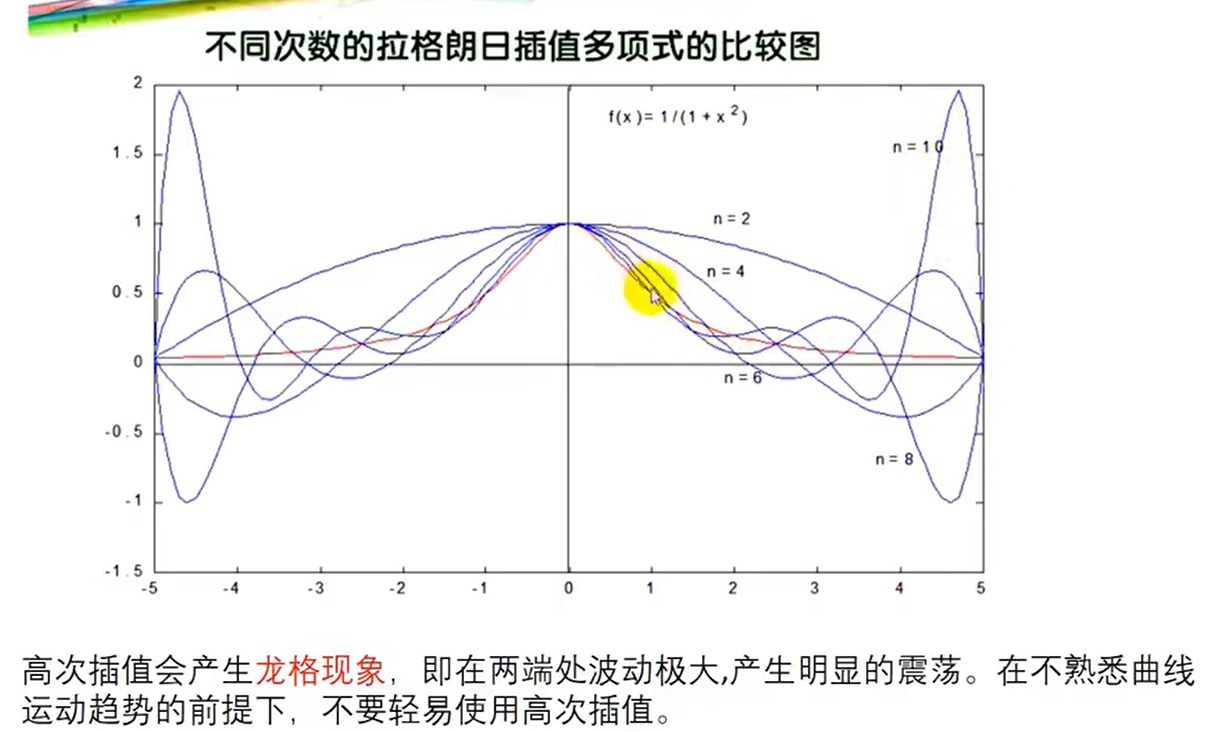 不同次数的拉格朗日插值多项式的比较图
2
f(x)= 1/(1 + x²)
1.5
n = 10
1
n = 2
n = 4
0.5
0
n = 6
-0.5
n = 8
-1
-1.5
-5 -4 -3 -2 -1 0 1 2 3 4 5
高次插值会产生龙格现象，即在两端处波动极大,产生明显的震荡。在不熟悉曲线
运动趋势的前提下，不要轻易使用高次插值。